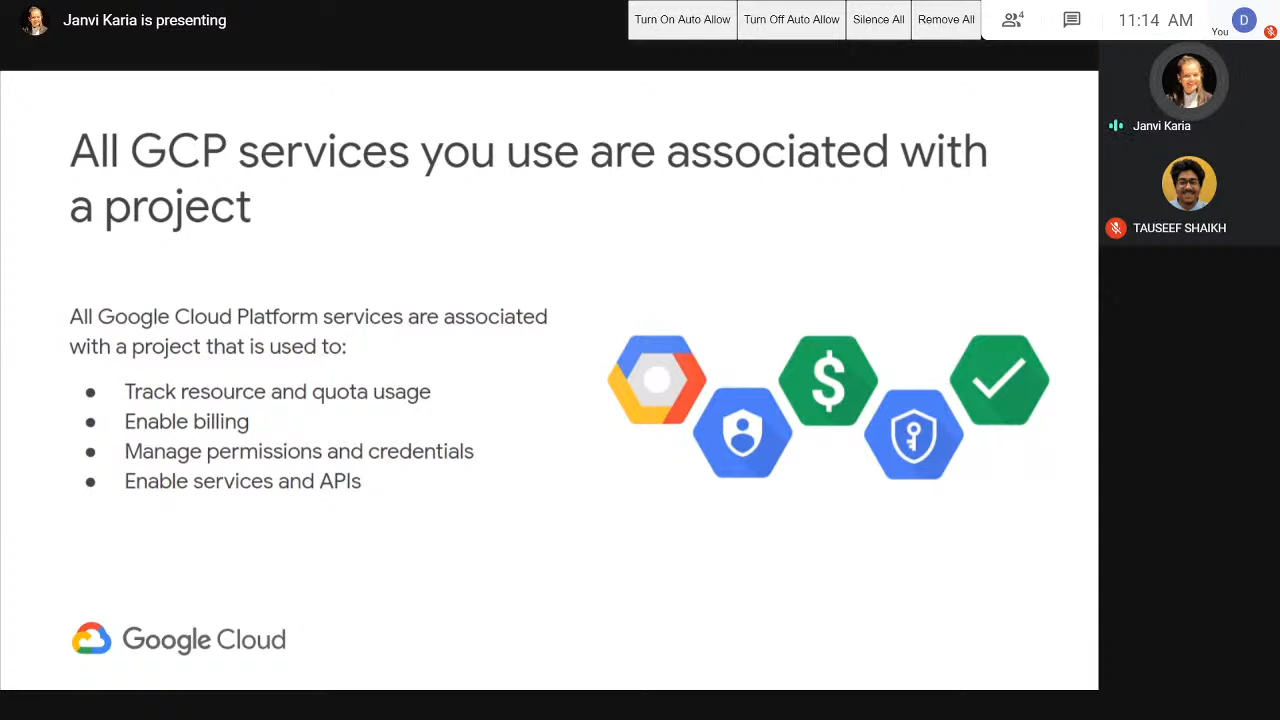 Janvi Karia is presenting
Turn On Auto Allow
Turn Off Auto Allow
Silence All
Remove All
4
11:14 AM
You
D
Janvi Karia
TAUSEEF SHAIKH
All GCP services you use are associated with
a project
All Google Cloud Platform services are associated
with a project that is used to:
● Track resource and quota usage
● Enable billing
● Manage permissions and credentials
● Enable services and APIs
$
Google Cloud